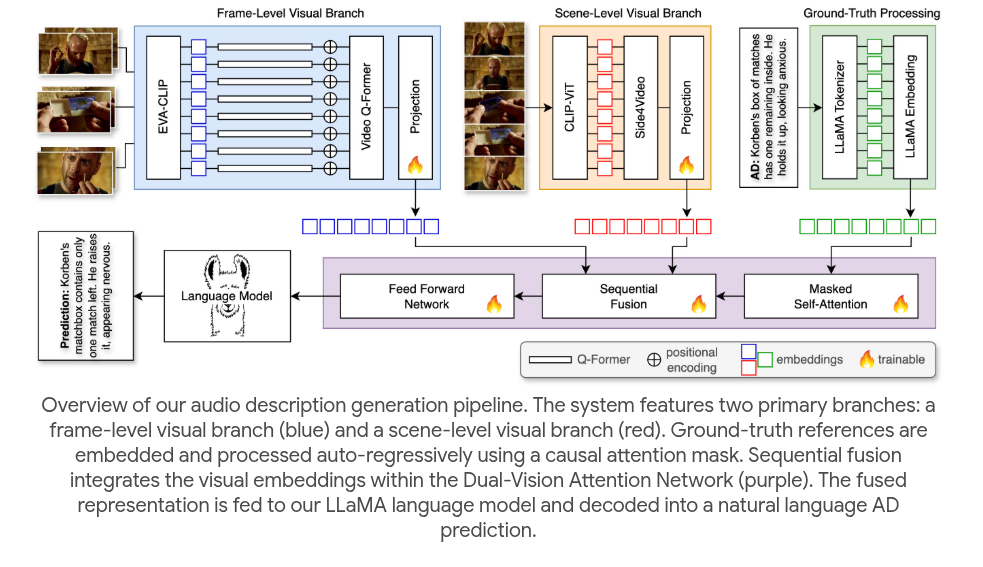 Frame-Level Visual Branch
Scene-Level Visual Branch
Ground-Truth Processing
EVA-CLIP
Video Q-Former
Projection
CLIP-ViT
Side4Video
Projection
AD: Korben's box of matches
has one remaining inside. He
holds it up, looking anxious.
LLaMA Tokenizer
LLaMA Embedding
Prediction: Korben's
matchbox contains only
one match left. He raises
it, appearing nervous.
Language Model
Feed Forward
Network
Sequential
Fusion
Masked
Self-Attention
Q-Former
positional
encoding
embeddings
trainable
Overview of our audio description generation pipeline. The system features two primary branches: a
frame-level visual branch (blue) and a scene-level visual branch (red). Ground-truth references are
embedded and processed auto-regressively using a causal attention mask. Sequential fusion
integrates the visual embeddings within the Dual-Vision Attention Network (purple). The fused
representation is fed to our LLaMA language model and decoded into a natural language AD
prediction.